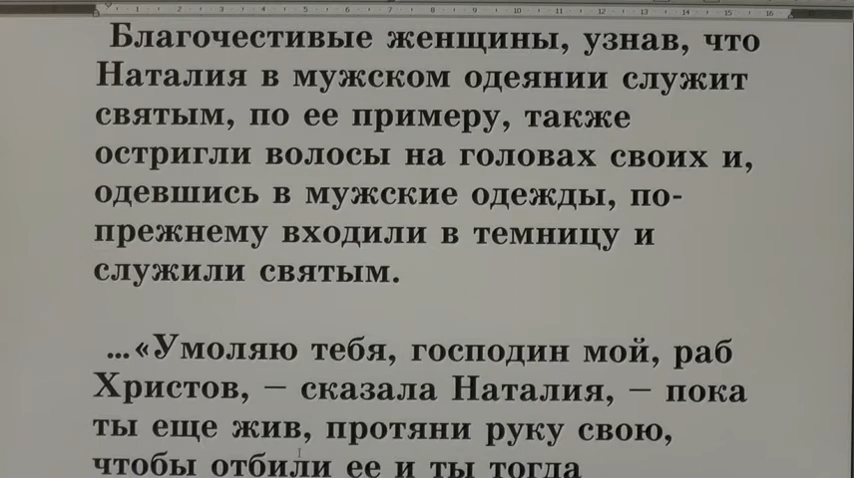 Благочестивые женщины, узнав, что
Наталия в мужском одеянии служит
святым, по ее примеру, также
остригли волосы на головах своих и,
одевшись в мужские одежды, по-
прежнему входили в темницу и
служили святым.
...«Умоляю тебя, господин мой, раб
Христов, – сказала Наталия, – пока
ты еще жив, протяни руку свою,
чтобы отбили ее и ты тогда